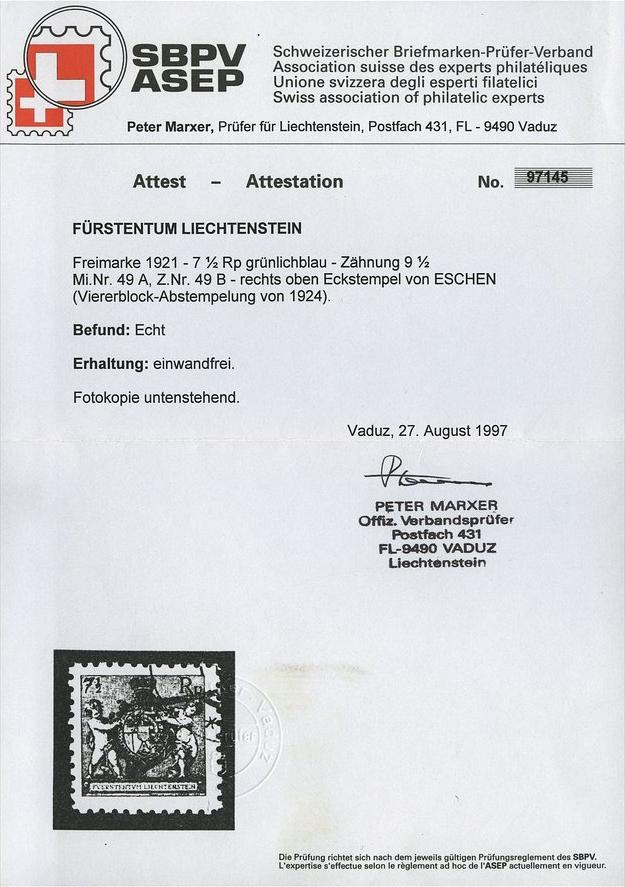 SBPV
ASEP
Schweizerischer Briefmarken-Prüfer-Verband
Association suisse des experts philatéliques
Unione svizzera degli esperti filatelici
Swiss association of philatelic experts
Peter Marxer, Prüfer für Liechtenstein, Postfach 431, FL - 9490 Vaduz
Attest – Attestation No. 97145
FÜRSTENTUM LIECHTENSTEIN
Freimarke 1921 - 7 ½ Rp grünlichblau - Zähnung 9 ½
Mi.Nr. 49 A, Z.Nr. 49 B - rechts oben Eckstempel von ESCHEN
(Viererblock-Abstempelung von 1924).
Befund: Echt
Erhaltung: einwandfrei.
Fotokopie untenstehend.
Vaduz, 27. August 1997
PETER MARXER
Offiz. Verbandsprüfer
Postfach 431
FL-9490 VADUZ
Liechtenstein
7½ Rp
FVERSTENTVM LIECHTENSTEIN
Vaduz
Die Prüfung richtet sich nach dem jeweils gültigen Prüfungsreglement des SBPV.
L'expertise s'effectue selon le règlement ad hoc de l'ASEP actuellement en vigueur.